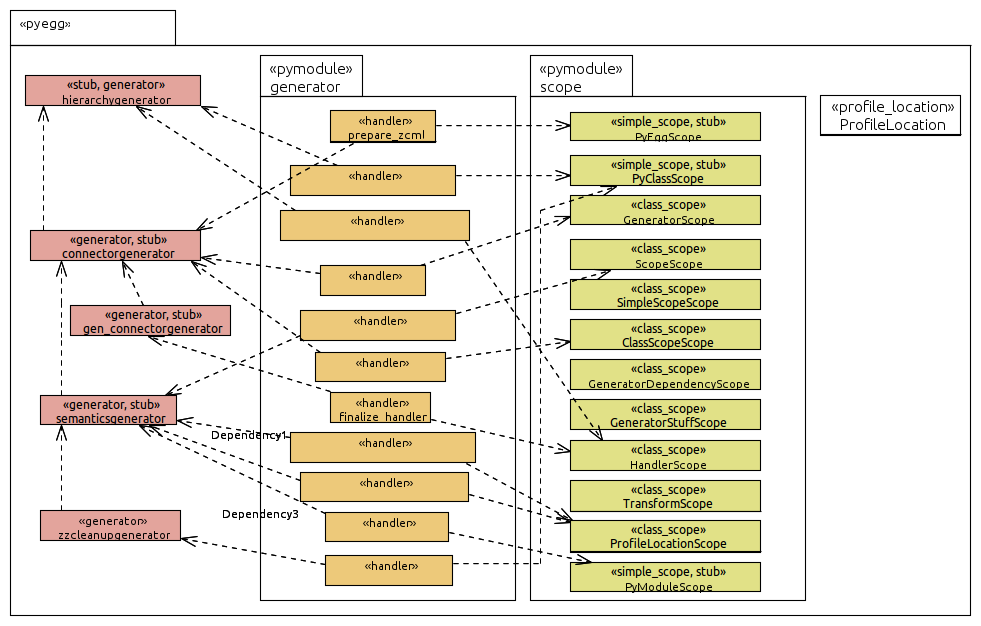 «pyegg»
«stub, generator»
hierarchygenerator
«generator, stub»
connectorgenerator
«generator, stub»
gen_connectorgenerator
«generator, stub»
semanticsgenerator
«generator»
zzcleanupgenerator
Dependency1
Dependency3
«pymodule»
generator
«handler»
prepare_zcml
«handler»
«handler»
«handler»
«handler»
«handler»
«handler»
finalize_handler
«handler»
«handler»
«handler»
«handler»
«pymodule»
scope
«simple_scope, stub»
PyEggScope
«simple_scope, stub»
PyClassScope
«class_scope»
GeneratorScope
«class_scope»
ScopeScope
«class_scope»
SimpleScopeScope
«class_scope»
ClassScopeScope
«class_scope»
GeneratorDependencyScope
«class_scope»
GeneratorStuffScope
«class_scope»
HandlerScope
«class_scope»
TransformScope
«class_scope»
ProfileLocationScope
«simple_scope, stub»
PyModuleScope
«profile_location»
ProfileLocation